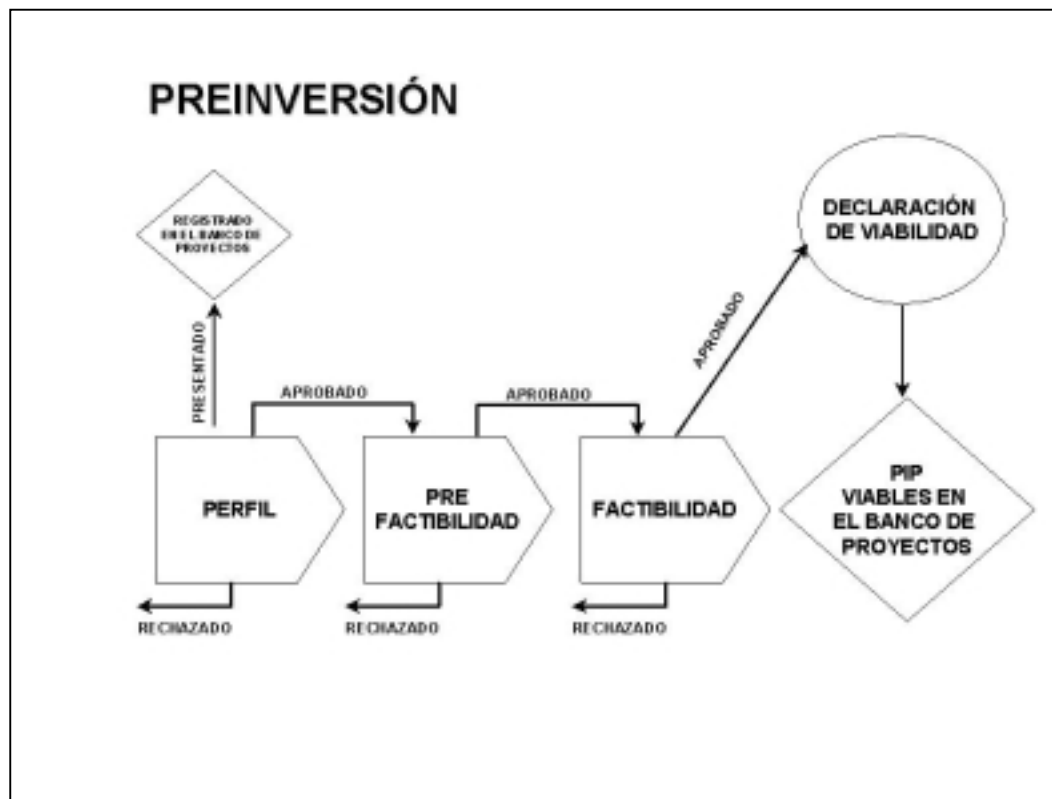 PREINVERSIÓN
REGISTRADO
EN EL BANCO DE
PROYECTOS
DECLARACIÓN
DE VIABILIDAD
PRESENTADO
APROBADO
APROBADO
APROBADO
PERFIL
PRE
FACTIBILIDAD
FACTIBILIDAD
PIP
VIABLES EN
EL BANCO DE
PROYECTOS
RECHAZADO
RECHAZADO
RECHAZADO